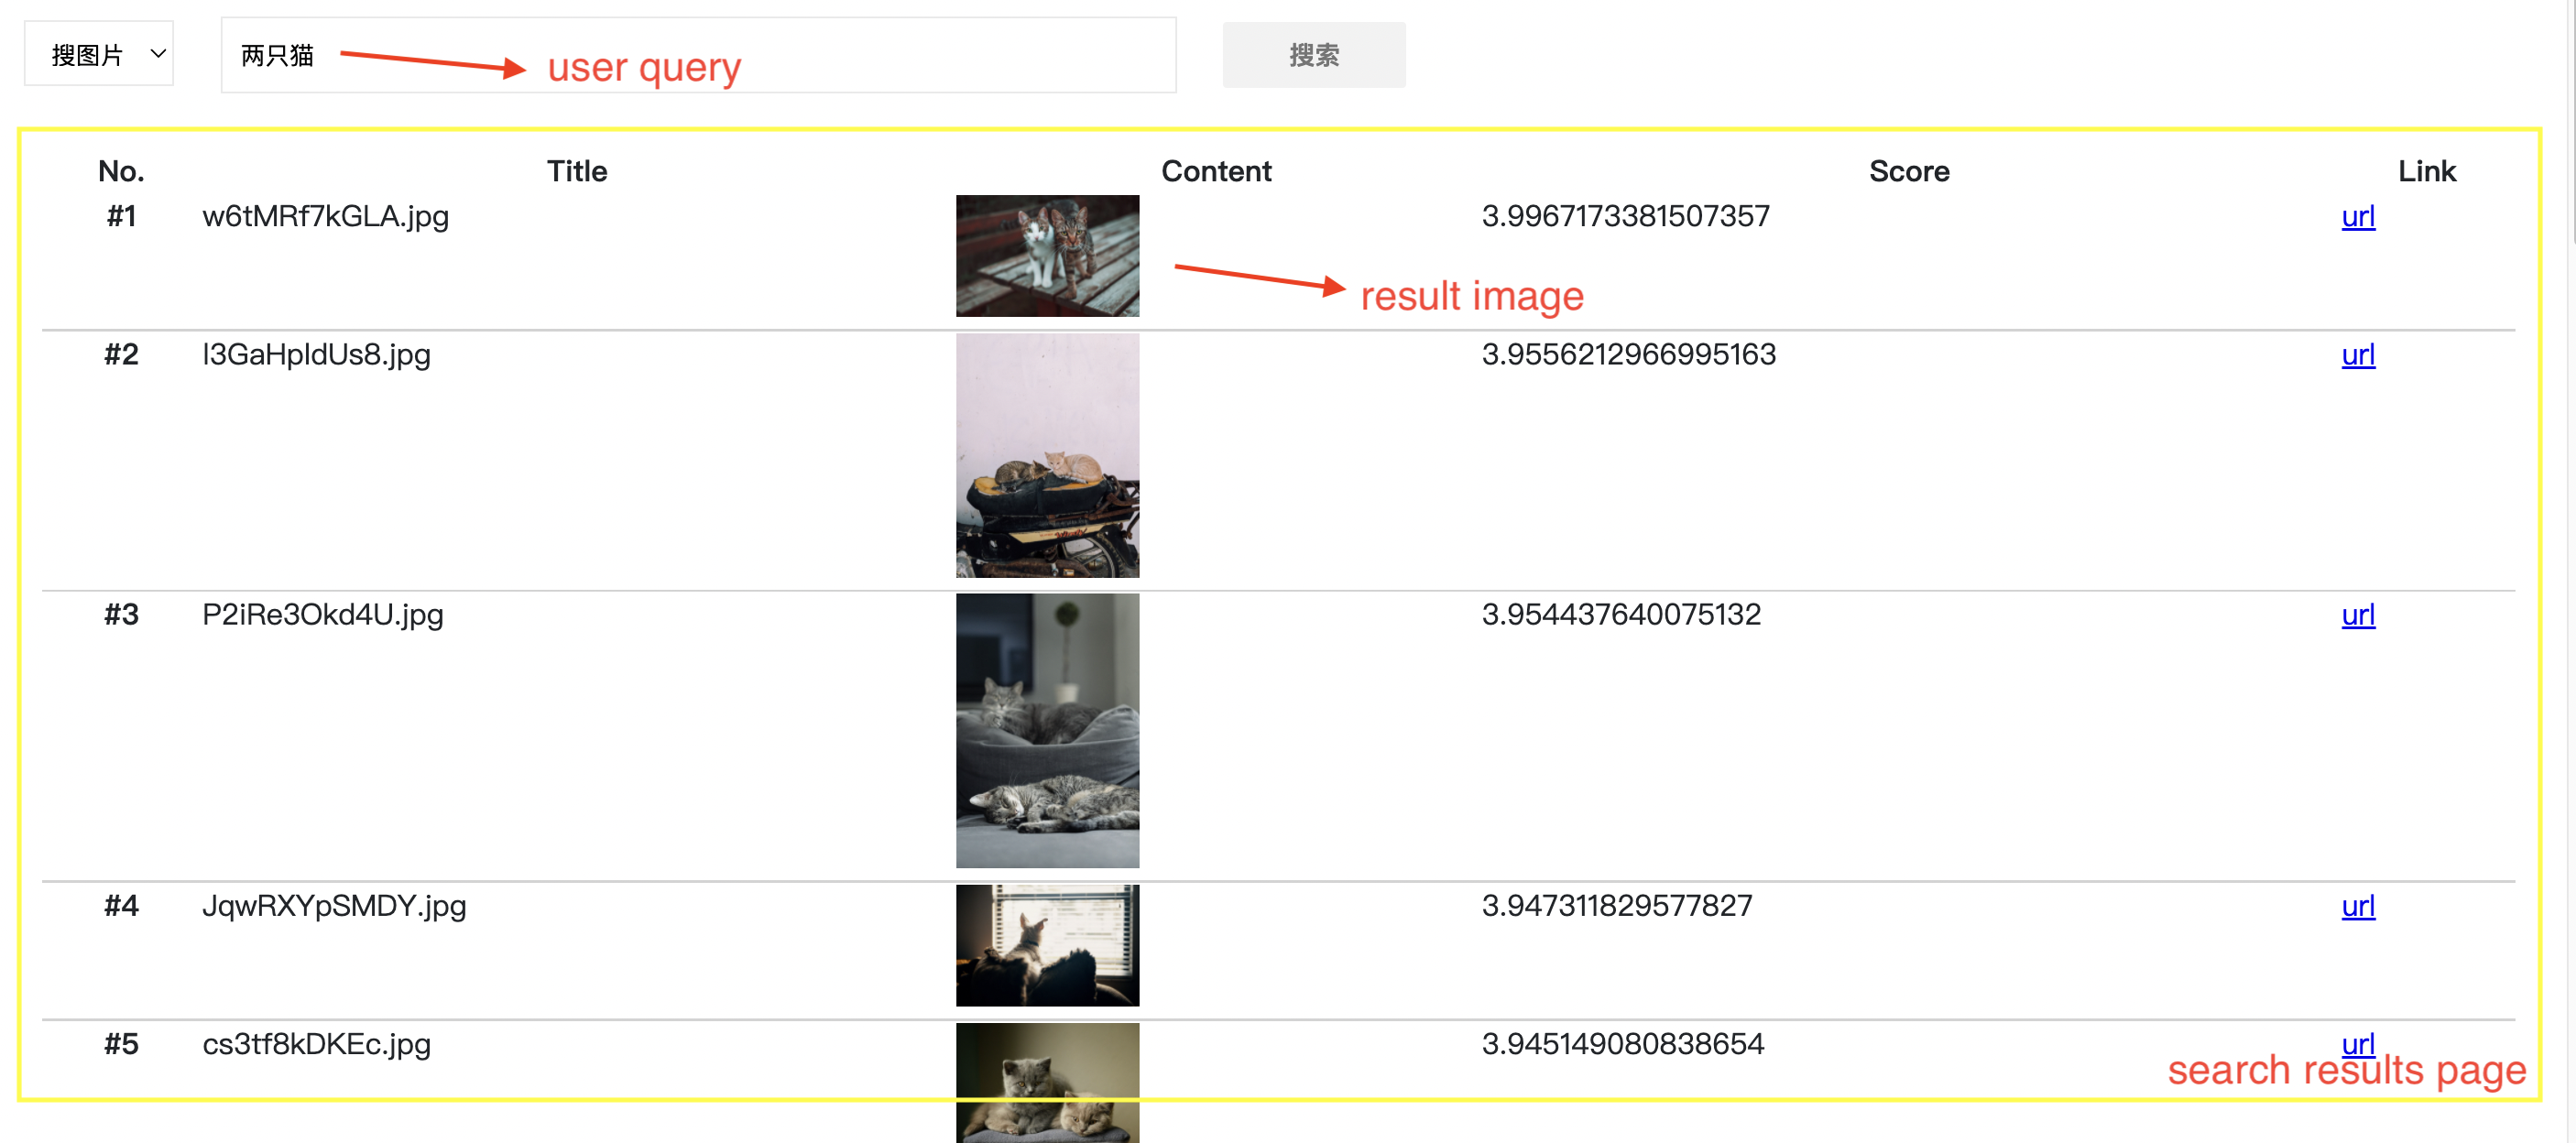 搜图片
两只猫
user query
搜索
No. Title Content Score Link
#1 w6tMRf7kGLA.jpg 3.9967173381507357 url
result image
#2 l3GaHpldUs8.jpg 3.9556212966995163 url
#3 P2iRe3Okd4U.jpg 3.954437640075132 url
#4 JqwRXYpSMDY.jpg 3.947311829577827 url
#5 cs3tf8kDKEc.jpg 3.945149080838654 url
search results page